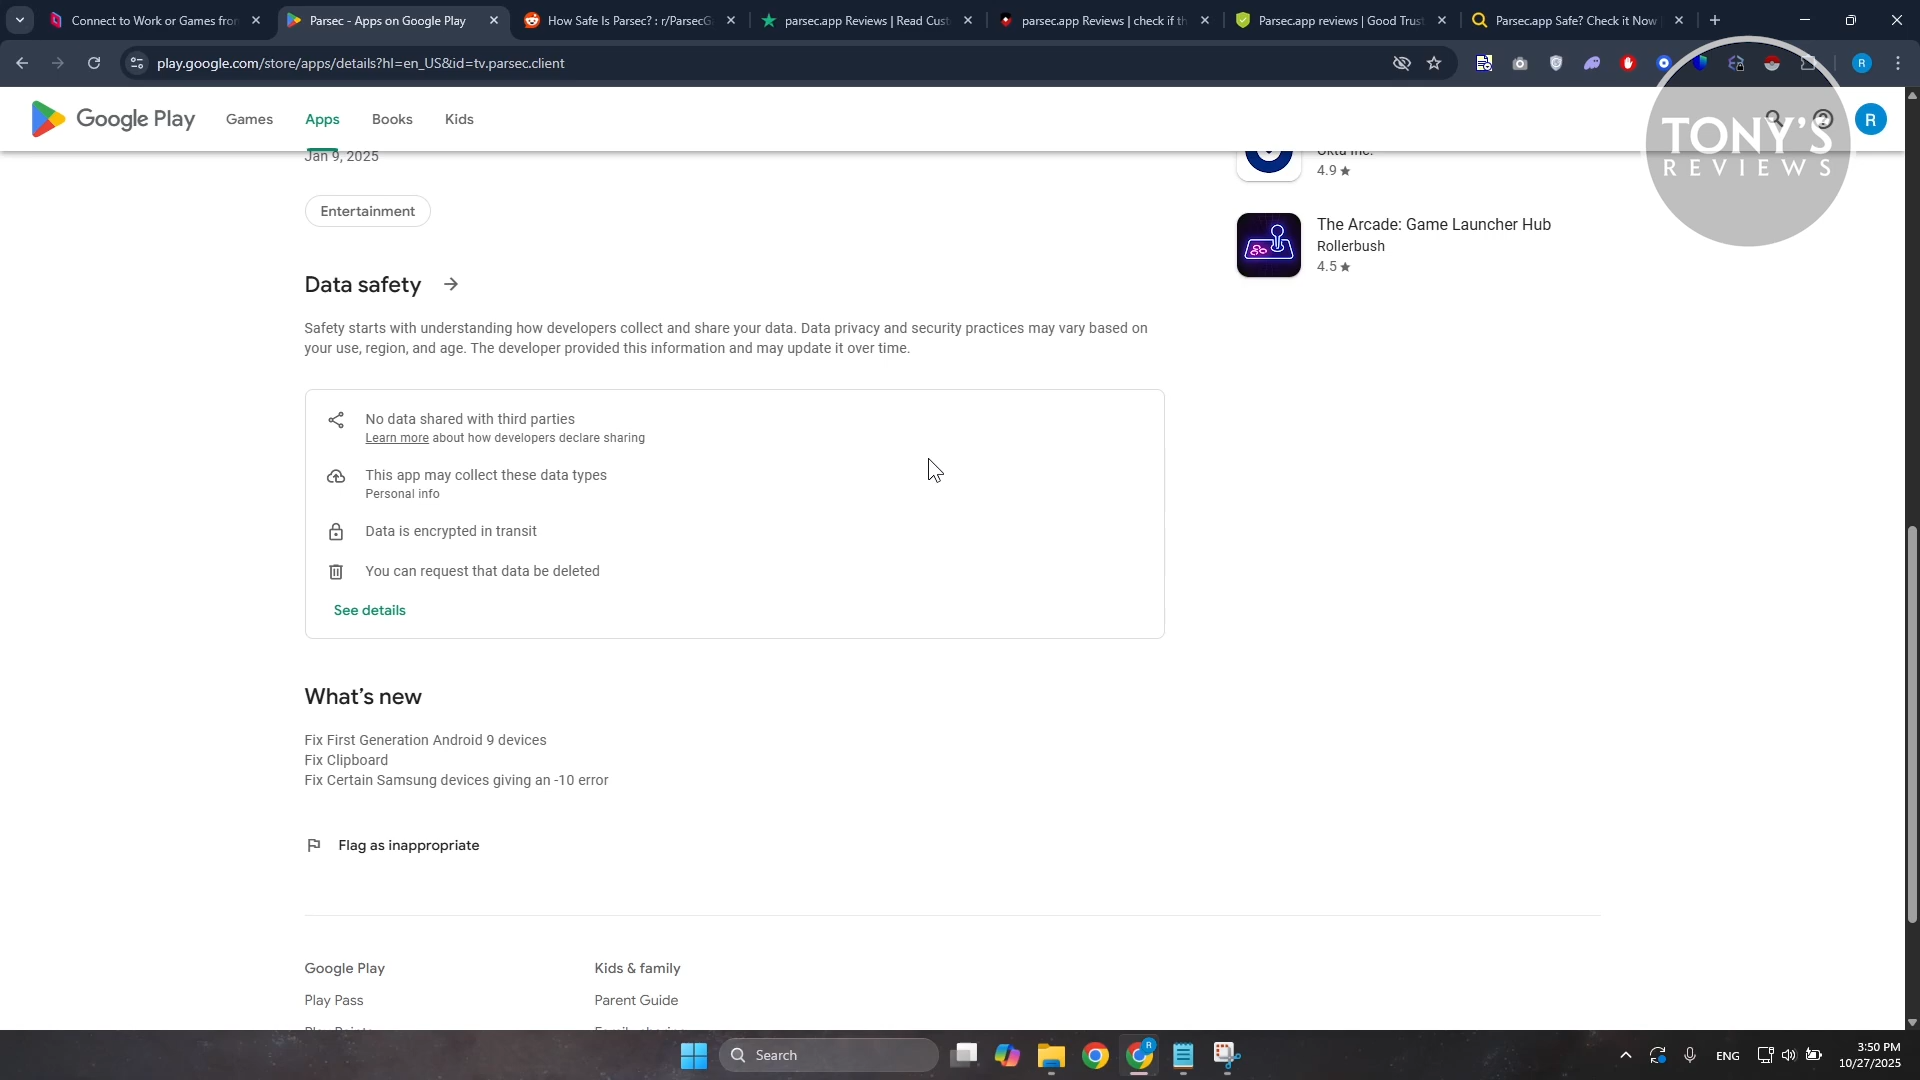 Connect to Work or Games from
Parsec - Apps on Google Play
How Safe Is Parsec? : r/ParsecG
parsec.app Reviews | Read Cust
parsec.app Reviews | check if th
Parsec.app reviews | Good Trust
Parsec.app Safe? Check it Now
play.google.com/store/apps/details?hl=en_US&id=tv.parsec.client
R
Google Play
Games
Apps
Books
Kids
R
TONY'S
REVIEWS
Jan 9, 2025
Okta Inc.
4.9 ★
Entertainment
The Arcade: Game Launcher Hub
Rollerbush
4.5 ★
Data safety
Safety starts with understanding how developers collect and share your data. Data privacy and security practices may vary based on
your use, region, and age. The developer provided this information and may update it over time.
No data shared with third parties
Learn more about how developers declare sharing
This app may collect these data types
Personal info
Data is encrypted in transit
You can request that data be deleted
See details
What's new
Fix First Generation Android 9 devices
Fix Clipboard
Fix Certain Samsung devices giving an -10 error
Flag as inappropriate
Google Play
Kids & family
Play Pass
Parent Guide
Search
R
ENG
3:50 PM
10/27/2025